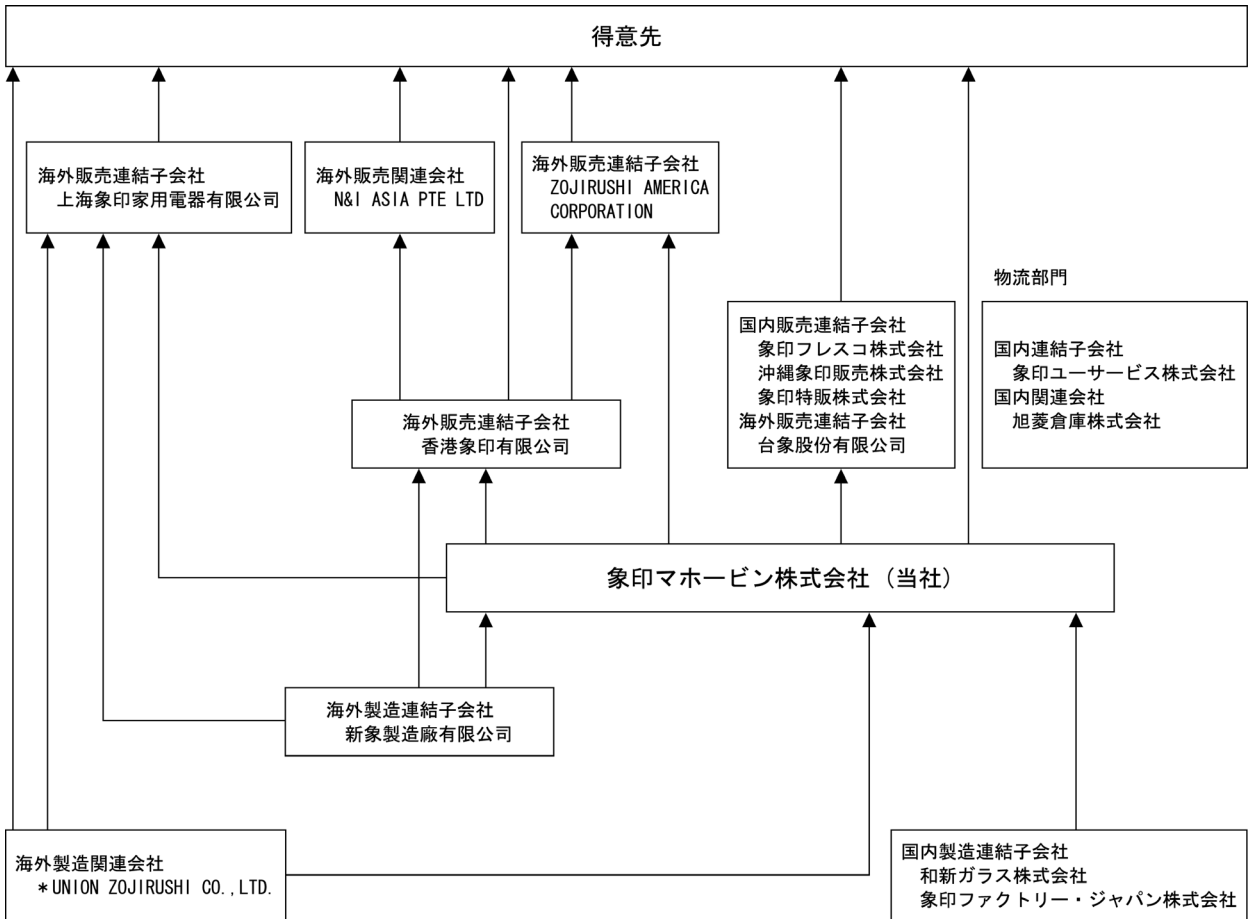 得意先
海外販売連結子会社
上海象印家用電器有限公司
海外販売関連会社
N&I ASIA PTE LTD
海外販売連結子会社
ZOJIRUSHI AMERICA
CORPORATION
物流部門
国内販売連結子会社
象印フレスコ株式会社
沖縄象印販売株式会社
象印特販株式会社
海外販売連結子会社
台象股份有限公司
国内連結子会社
象印ユーサービス株式会社
国内関連会社
旭菱倉庫株式会社
海外販売連結子会社
香港象印有限公司
象印マホービン株式会社（当社）
海外製造連結子会社
新象製造廠有限公司
海外製造関連会社
＊UNION ZOJIRUSHI CO.,LTD.
国内製造連結子会社
和新ガラス株式会社
象印ファクトリー・ジャパン株式会社